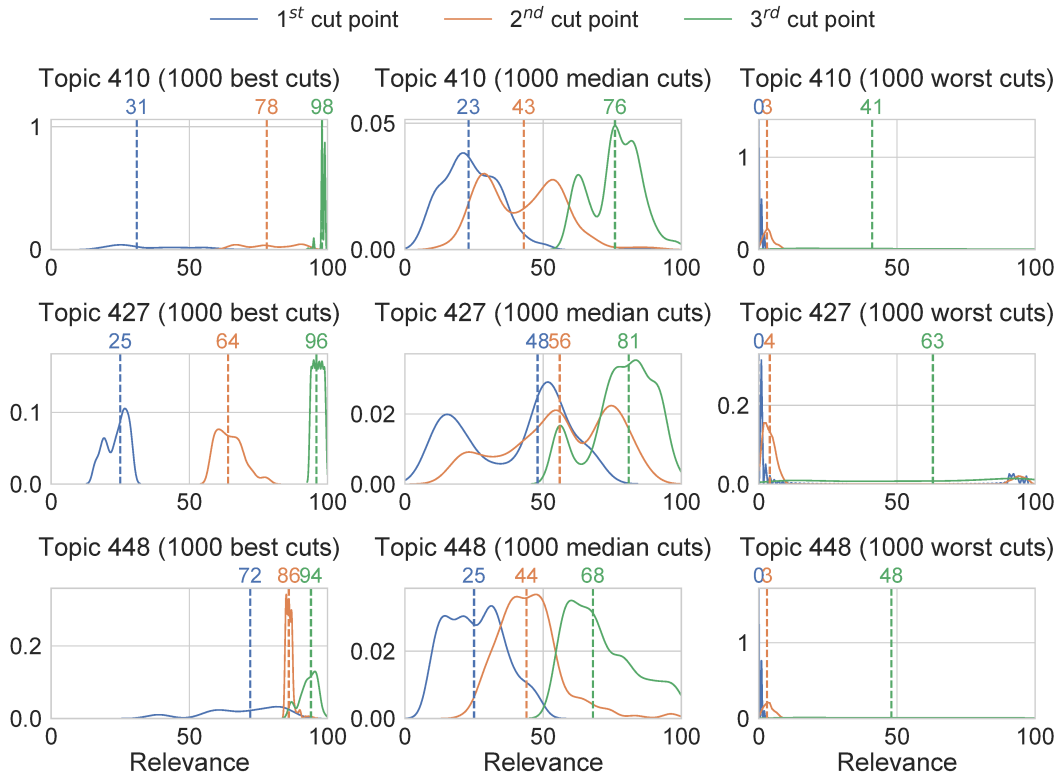 1st cut point 2nd cut point 3rd cut point
Topic 410 (1000 best cuts) Topic 410 (1000 median cuts) Topic 410 (1000 worst cuts)
31 78 98 23 43 76 0 3 41
1 0.05 1
0 0.00 0
0 50 100 0 50 100 0 50 100
Topic 427 (1000 best cuts) Topic 427 (1000 median cuts) Topic 427 (1000 worst cuts)
25 64 96 48 56 81 0 4 63
0.1 0.02 0.2
0.0 0.00 0.0
0 50 100 0 50 100 0 50 100
Topic 448 (1000 best cuts) Topic 448 (1000 median cuts) Topic 448 (1000 worst cuts)
72 86 94 25 44 68 0 3 48
0.2 0.02 1
0.0 0.00 0
0 50 100 0 50 100 0 50 100
Relevance Relevance Relevance